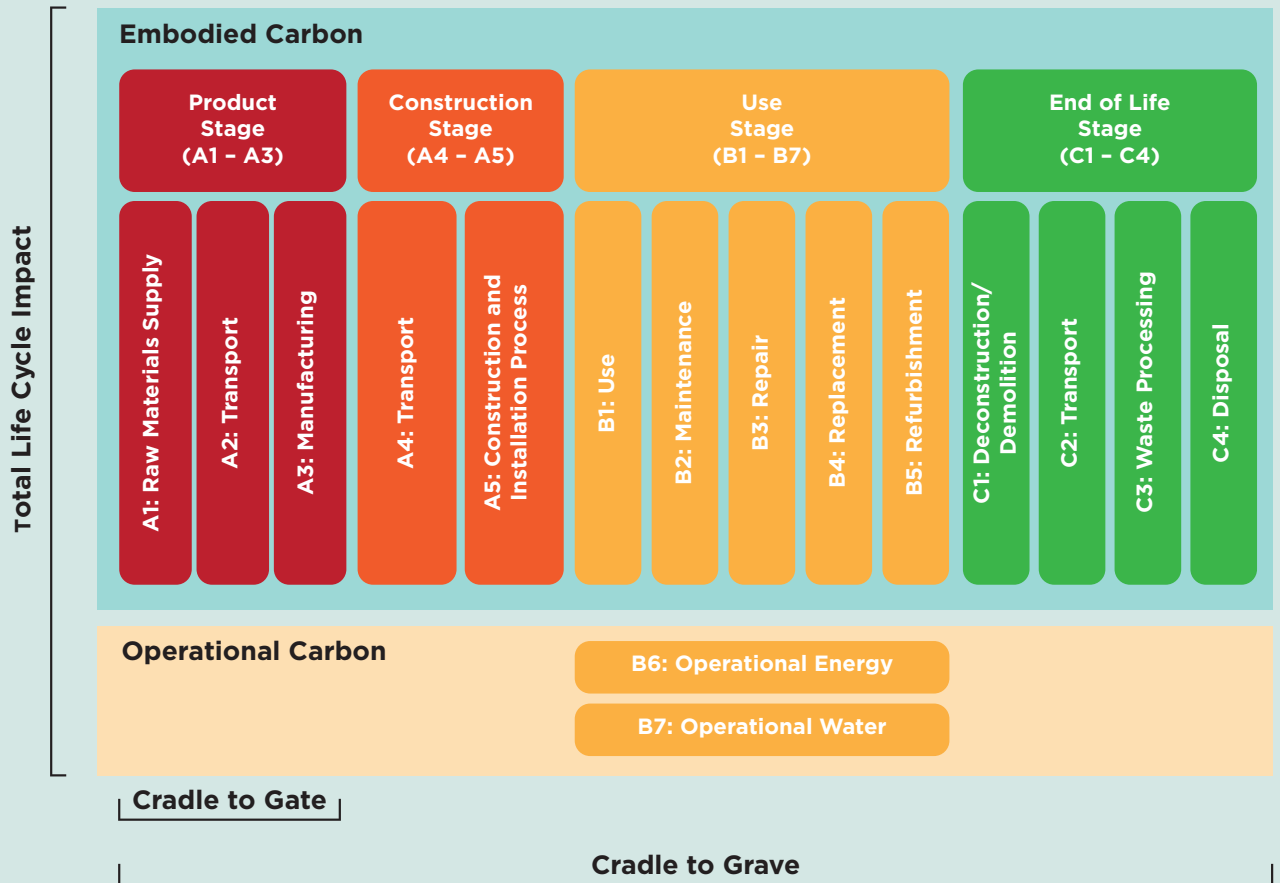 Total Life Cycle Impact
Embodied Carbon
Product
Stage
(A1 – A3)
Construction
Stage
(A4 – A5)
Use
Stage
(B1 – B7)
End of Life
Stage
(C1 – C4)
A1: Raw Materials Supply
A2: Transport
A3: Manufacturing
A4: Transport
A5: Construction and
Installation Process
B1: Use
B2: Maintenance
B3: Repair
B4: Replacement
B5: Refurbishment
C1: Deconstruction/
Demolition
C2: Transport
C3: Waste Processing
C4: Disposal
Operational Carbon
B6: Operational Energy
B7: Operational Water
Cradle to Gate
Cradle to Grave